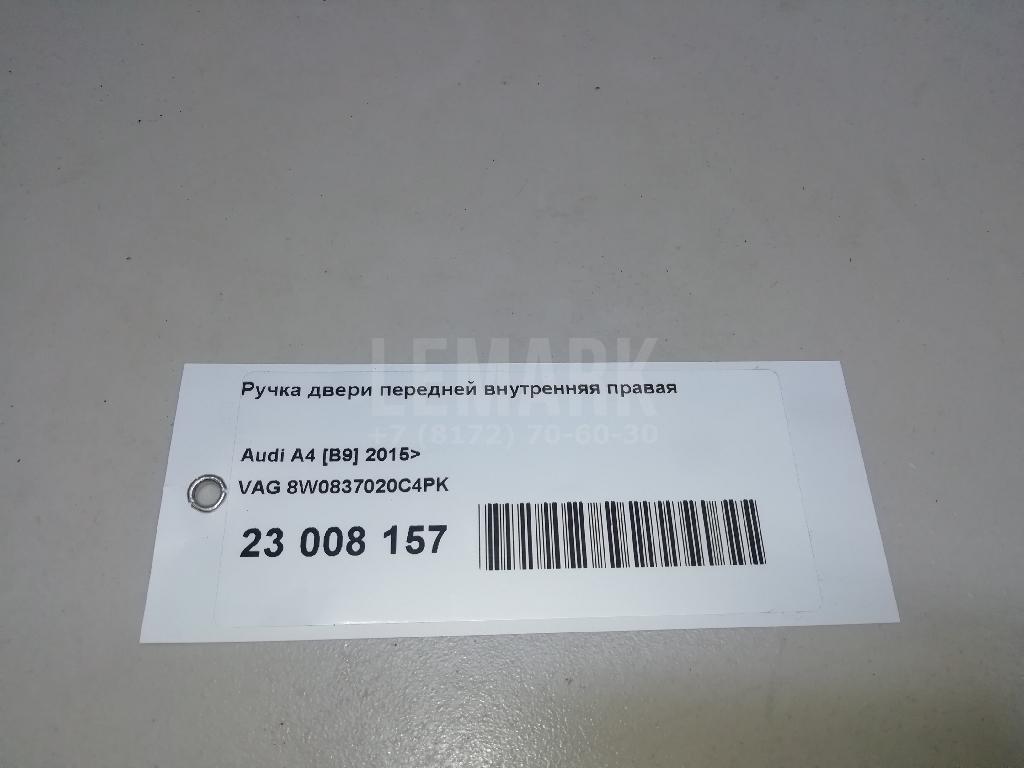 LEMARK
Ручка двери передней внутренняя правая
+7 (8172) 70-60-30
Audi A4 [B9] 2015>
VAG 8W0837020C4PK
23 008 157